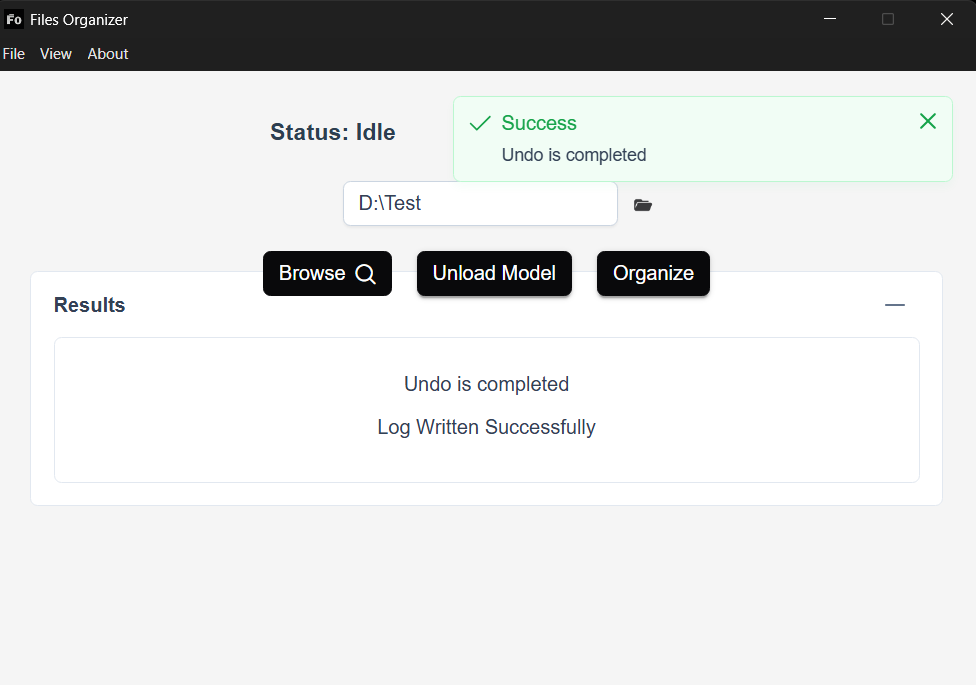 Fo Files Organizer
File View About
Status: Idle
Success
Undo is completed
D:\Test
Browse Unload Model Organize
Results
Undo is completed
Log Written Successfully